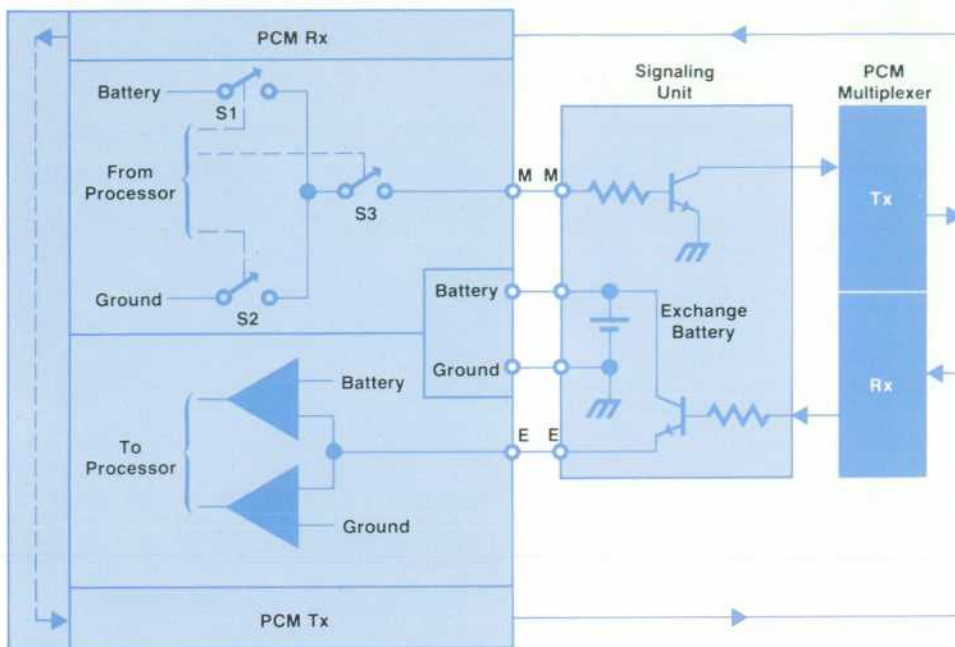 PCM Rx
Signaling
Unit
PCM
Multiplexer
Battery
S1
From
Processor
S3
M M
Tx
Ground
S2
Battery
Exchange
Battery
Ground
Rx
Battery
To
Processor
E E
Ground
PCM Tx